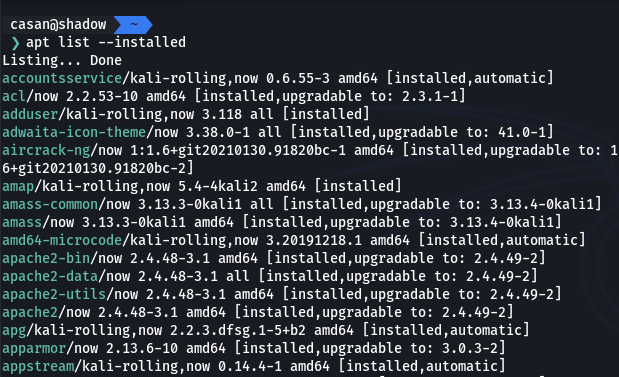 casan@shadow ~
❯ apt list --installed
Listing... Done
accountsservice/kali-rolling,now 0.6.55-3 amd64 [installed,automatic]
acl/now 2.2.53-10 amd64 [installed,upgradable to: 2.3.1-1]
adduser/kali-rolling,now 3.118 all [installed]
adwaita-icon-theme/now 3.38.0-1 all [installed,upgradable to: 41.0-1]
aircrack-ng/now 1:1.6+git20210130.91820bc-1 amd64 [installed,upgradable to: 1:1.
6+git20210130.91820bc-2]
amap/kali-rolling,now 5.4-4kali2 amd64 [installed]
amass-common/now 3.13.3-0kali1 all [installed,upgradable to: 3.13.4-0kali1]
amass/now 3.13.3-0kali1 amd64 [installed,upgradable to: 3.13.4-0kali1]
amd64-microcode/kali-rolling,now 3.20191218.1 amd64 [installed,automatic]
apache2-bin/now 2.4.48-3.1 amd64 [installed,upgradable to: 2.4.49-2]
apache2-data/now 2.4.48-3.1 all [installed,upgradable to: 2.4.49-2]
apache2-utils/now 2.4.48-3.1 amd64 [installed,upgradable to: 2.4.49-2]
apache2/now 2.4.48-3.1 amd64 [installed,upgradable to: 2.4.49-2]
apg/kali-rolling,now 2.2.3.dfsg.1-5+b2 amd64 [installed,automatic]
apparmor/now 2.13.6-10 amd64 [installed,upgradable to: 3.0.3-2]
appstream/kali-rolling,now 0.14.4-1 amd64 [installed,automatic]